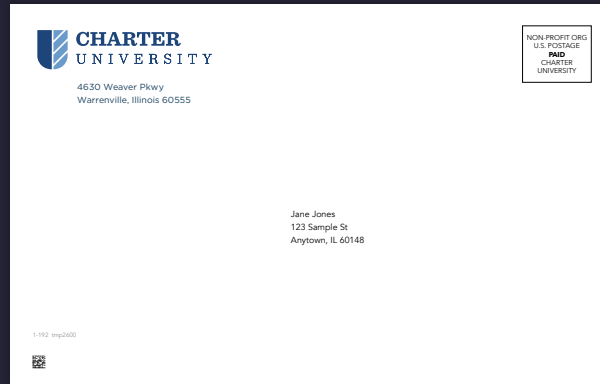 CHARTER
UNIVERSITY
4630 Weaver Pkwy
Warrenville, Illinois 60555
NON-PROFIT ORG
U.S. POSTAGE
PAID
CHARTER
UNIVERSITY
Jane Jones
123 Sample St
Anytown, IL 60148
1-192 tmp2600